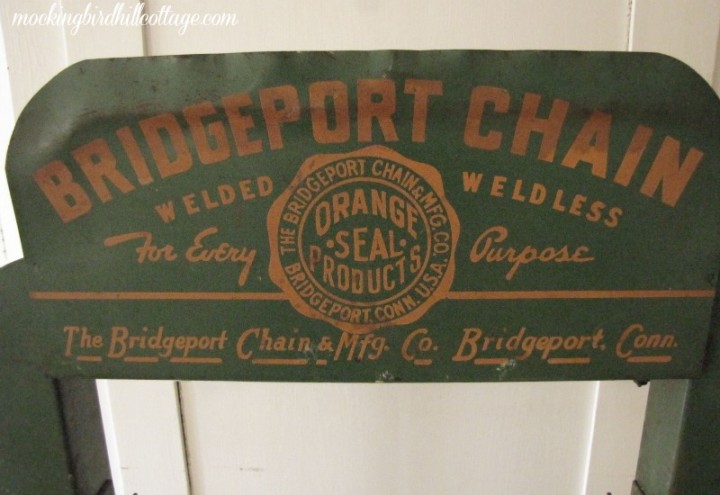 mockingbirdhillcottage.com
BRIDGEPORT CHAIN
WELDED WELDLESS
For Every Purpose
THE BRIDGEPORT CHAIN & MFG. CO.
ORANGE
·SEAL·
PRODUCTS
BRIDGEPORT, CONN. U.S.A.
The Bridgeport Chain & Mfg. Co. Bridgeport, Conn.